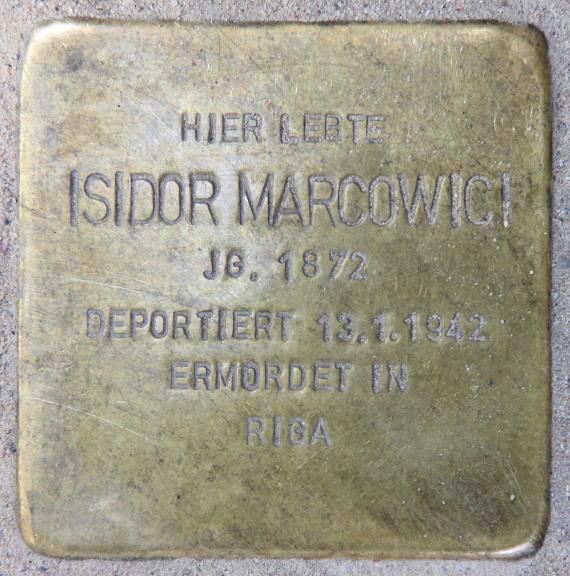 HIER LEBTE
ISIDOR MARCOWICI
JG. 1872
DEPORTIERT 13.1.1942
ERMORDET IN
RIGA